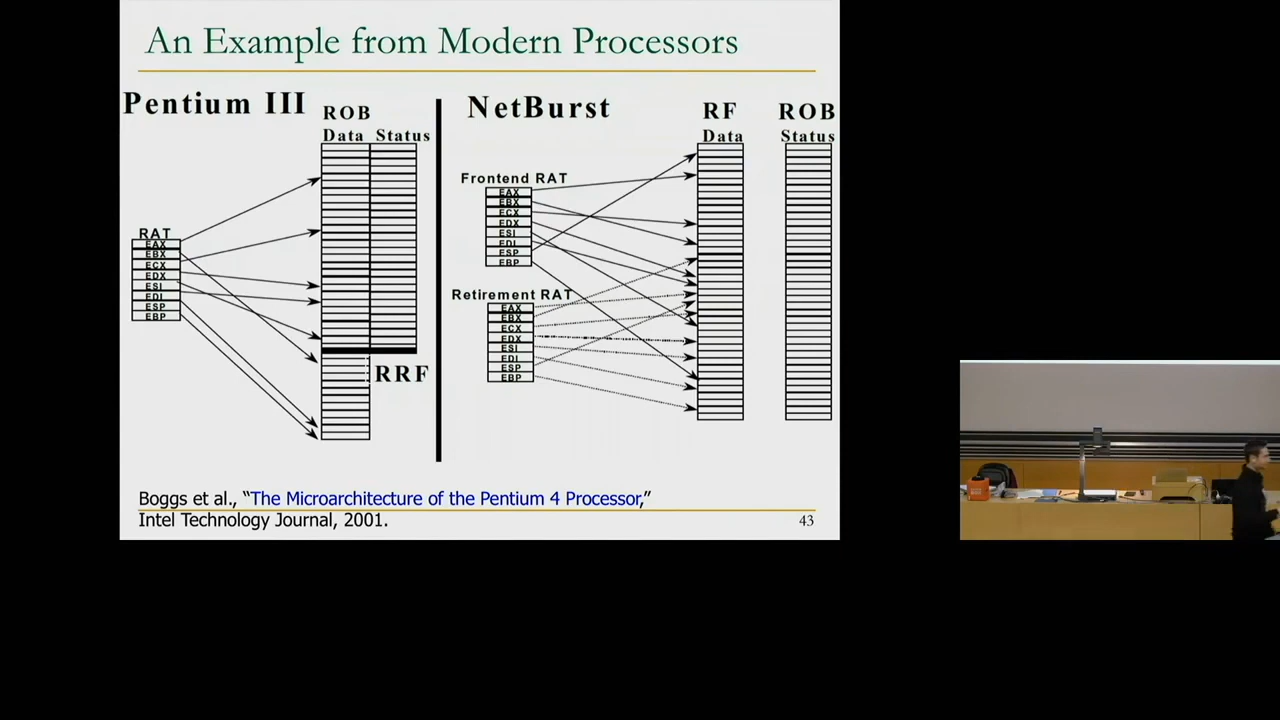 An Example from Modern Processors
Pentium III
ROB
Data Status
RAT
EAX
EBX
ECX
EDX
ESI
EDI
ESP
EBP
RRF
NetBurst
RF
ROB
Data
Status
Frontend RAT
EAX
EBX
ECX
EDX
ESI
EDI
ESP
EBP
Retirement RAT
EAX
EBX
ECX
EDX
ESI
EDI
ESP
EBP
Boggs et al., “The Microarchitecture of the Pentium 4 Processor,”
Intel Technology Journal, 2001.
43